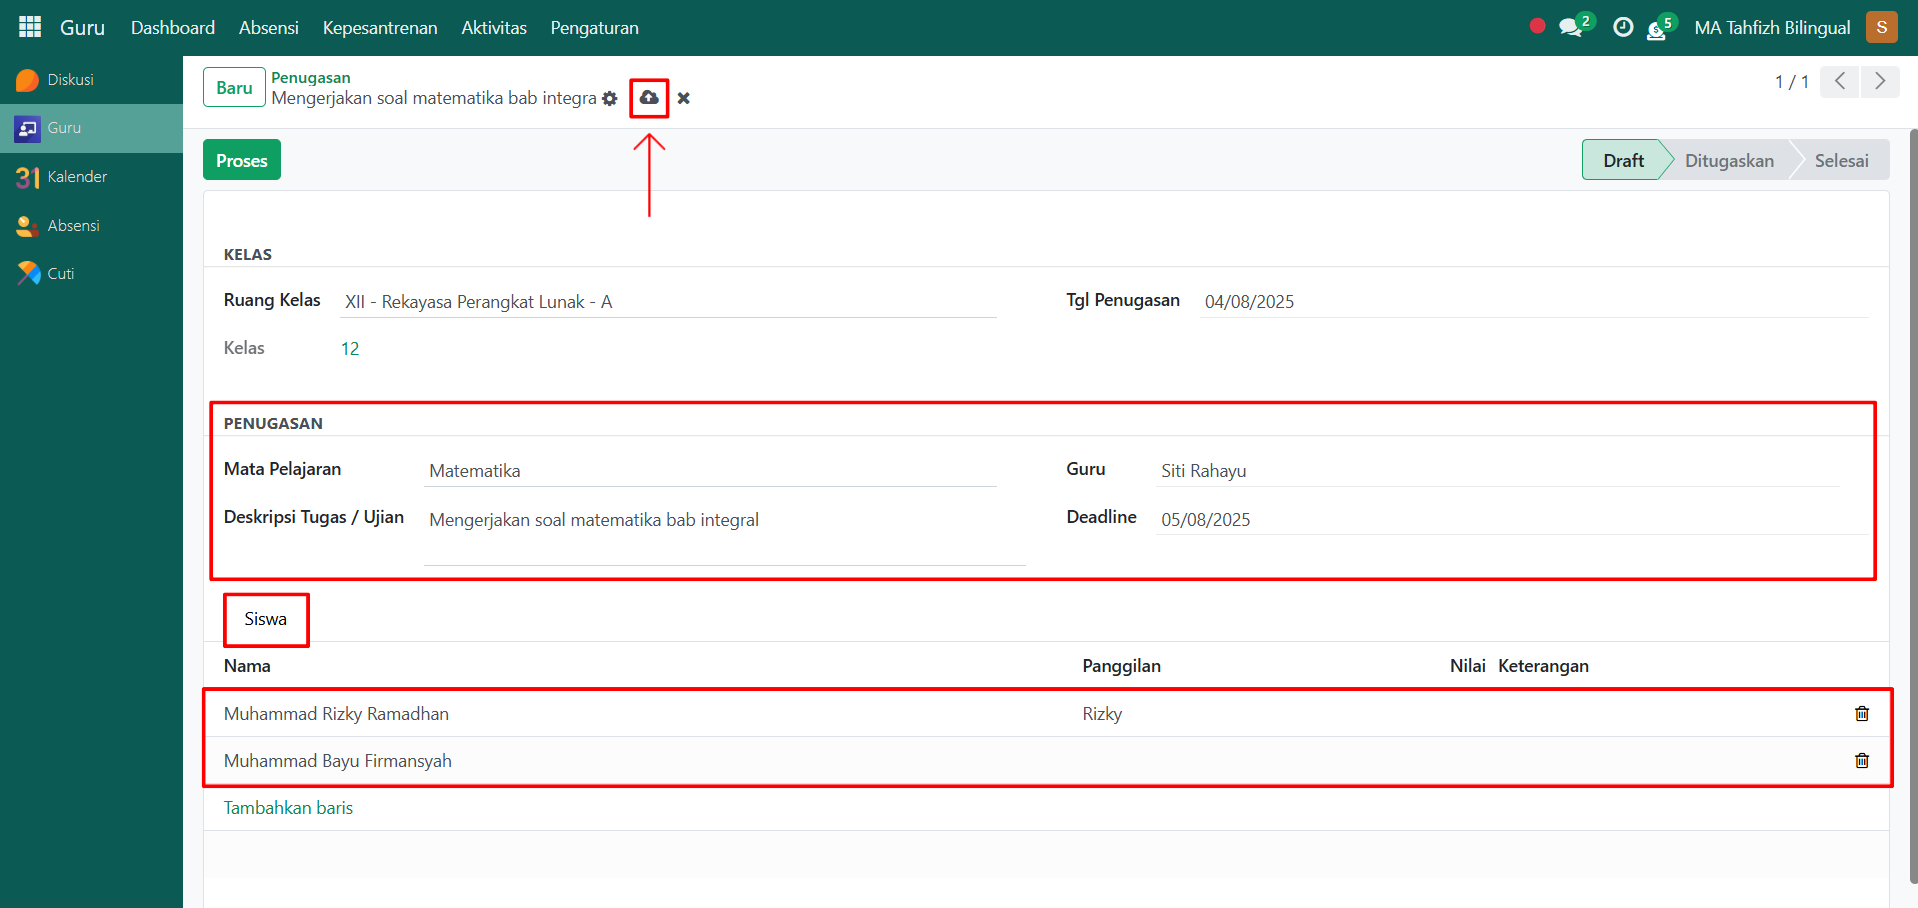 Guru Dashboard Absensi Kepesantrenan Aktivitas Pengaturan 2 5 MA Tahfizh Bilingual S
Diskusi
Guru
31 Kalender
Absensi
Cuti
Baru Penugasan
Mengerjakan soal matematika bab integra
1 / 1
Proses
Draft Ditugaskan Selesai
KELAS
Ruang Kelas XII - Rekayasa Perangkat Lunak - A Tgl Penugasan 04/08/2025
Kelas 12
PENUGASAN
Mata Pelajaran Matematika Guru Siti Rahayu
Deskripsi Tugas / Ujian Mengerjakan soal matematika bab integral Deadline 05/08/2025
Siswa
Nama Panggilan Nilai Keterangan
Muhammad Rizky Ramadhan Rizky
Muhammad Bayu Firmansyah
Tambahkan baris